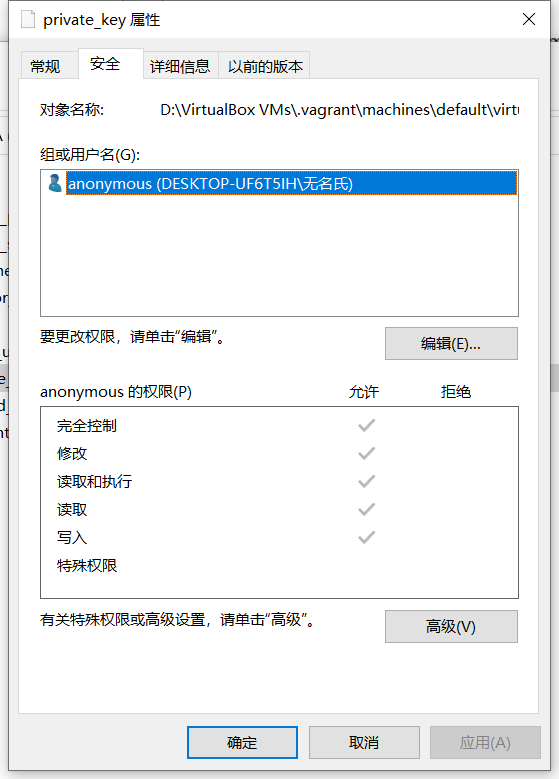 private_key 属性
常规
安全
详细信息
以前的版本
对象名称:
D:\VirtualBox VMs\.vagrant\machines\default\virtu
组或用户名(G):
anonymous (DESKTOP-UF6T5IH\无名氏)
要更改权限，请单击“编辑”。
编辑(E)...
anonymous 的权限(P)
允许
拒绝
完全控制
修改
读取和执行
读取
写入
特殊权限
有关特殊权限或高级设置，请单击“高级”。
高级(V)
确定
取消
应用(A)